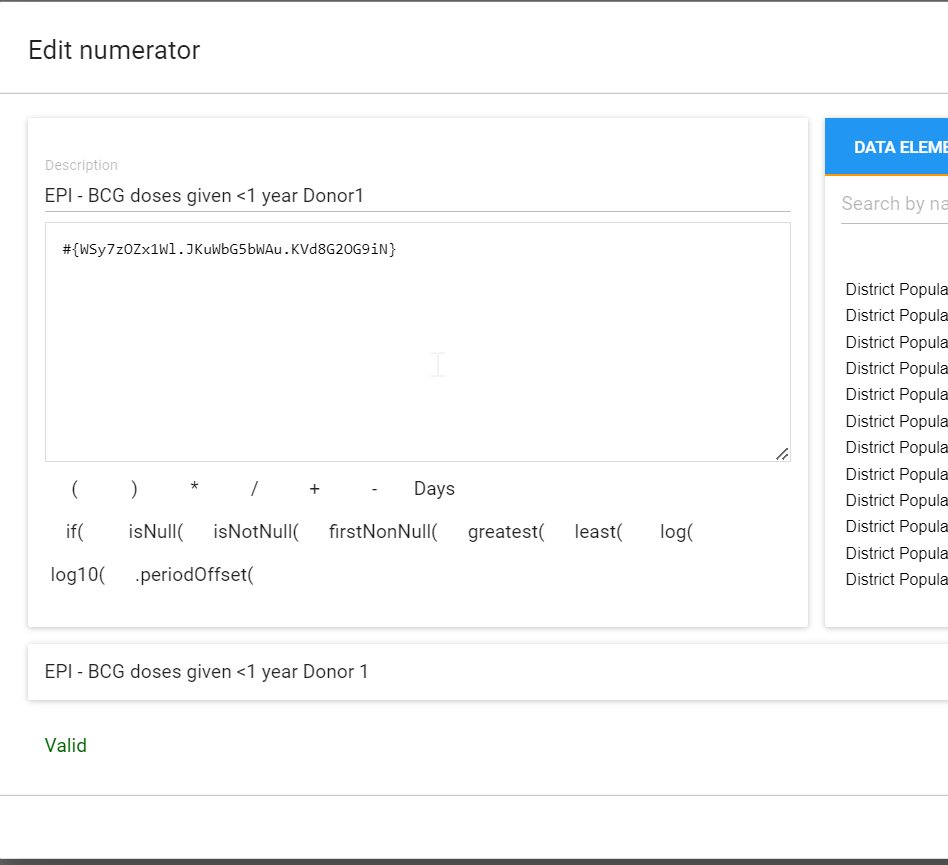 Edit numerator
Description
EPI - BCG doses given <1 year Donor1
#{WSy7zOZx1Wl.JKuWbG5bWAu.KVd8G2OG9iN}
( ) * / + - Days
if( isNull( isNotNull( firstNonNull( greatest( least( log(
log10( .periodOffset(
EPI - BCG doses given <1 year Donor 1
Valid
DATA ELEME
Search by na
District Popula
District Popula
District Popula
District Popula
District Popula
District Popula
District Popula
District Popula
District Popula
District Popula
District Popula
District Popula